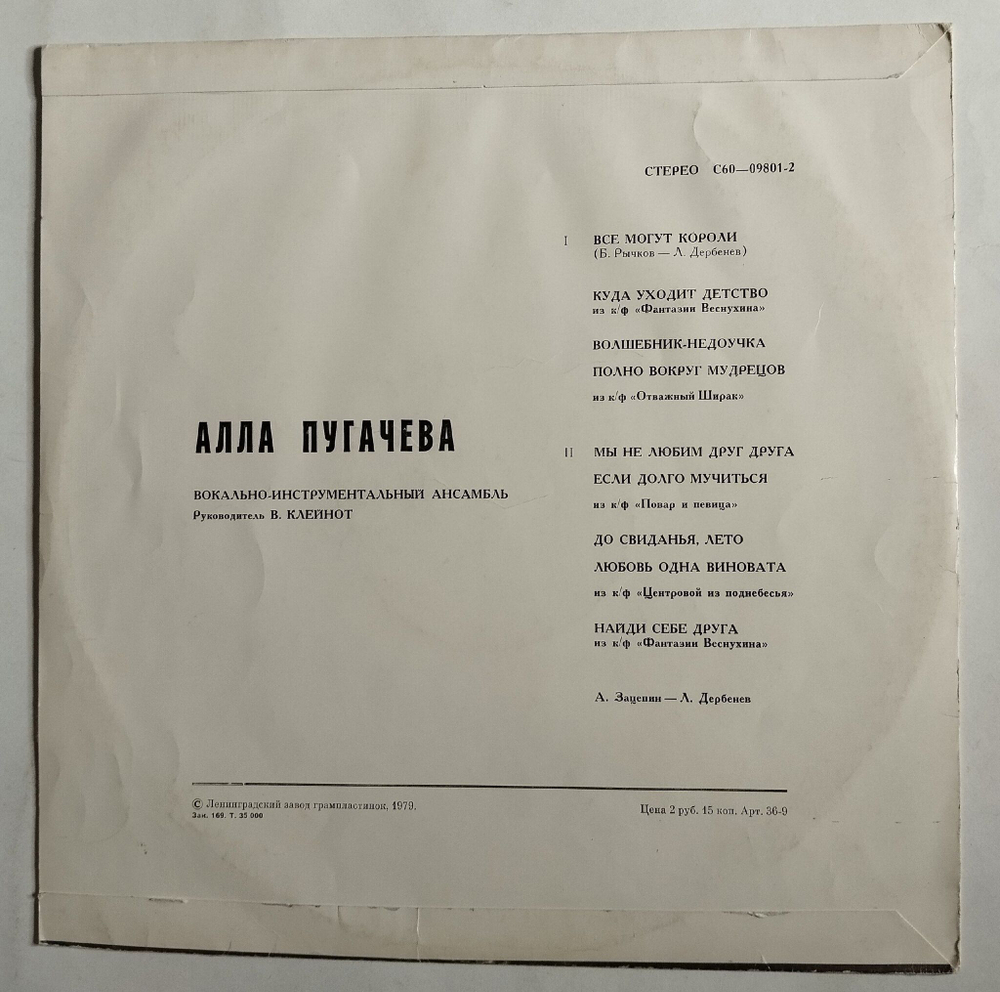 СТЕРЕО С60—09801-2
I ВСЕ МОГУТ КОРОЛИ
(Б. Рычков — Л. Дербенев)
КУДА УХОДИТ ДЕТСТВО
из к/ф «Фантазии Веснухина»
ВОЛШЕБНИК-НЕДОУЧКА
ПОЛНО ВОКРУГ МУДРЕЦОВ
из к/ф «Отважный Ширак»
АЛЛА ПУГАЧЕВА
ВОКАЛЬНО-ИНСТРУМЕНТАЛЬНЫЙ АНСАМБЛЬ
Руководитель В. КЛЕЙНОТ
II МЫ НЕ ЛЮБИМ ДРУГ ДРУГА
ЕСЛИ ДОЛГО МУЧИТЬСЯ
из к/ф «Повар и певица»
ДО СВИДАНЬЯ, ЛЕТО
ЛЮБОВЬ ОДНА ВИНОВАТА
из к/ф «Центровой из поднебесья»
НАЙДИ СЕБЕ ДРУГА
из к/ф «Фантазии Веснухина»
А. Зацепин — Л. Дербенев
© Ленинградский завод грампластинок, 1979.
Зак. 169. Т. 35 000
Цена 2 руб. 15 коп. Арт. 36-9